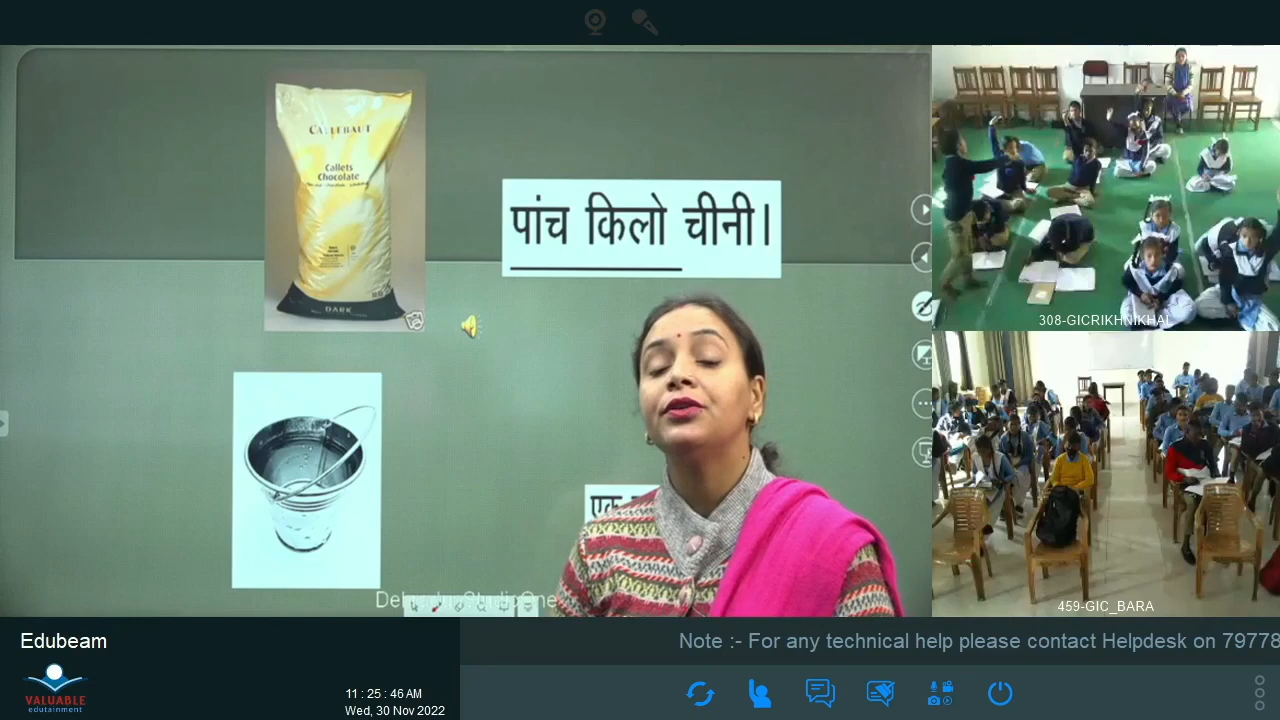 CALLEBAUT
Callets
Chocolate
DARK
पांच किलो चीनी।
एक
308-GICRIKHNIKHAL
459-GIC_BARA
Edubeam
VALUABLE
edutainment
11 : 25 : 46 AM
Wed, 30 Nov 2022
Note :- For any technical help please contact Helpdesk on 79778